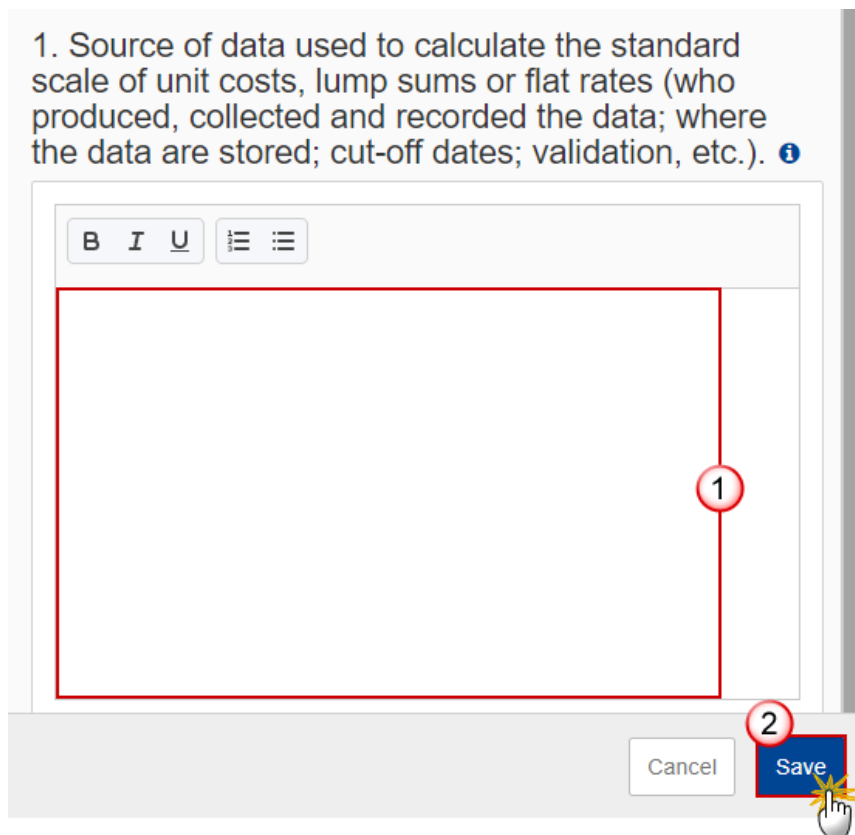 1. Source of data used to calculate the standard
scale of unit costs, lump sums or flat rates (who
produced, collected and recorded the data; where
the data are stored; cut-off dates; validation, etc.). i
B I U
1
2
Cancel Save